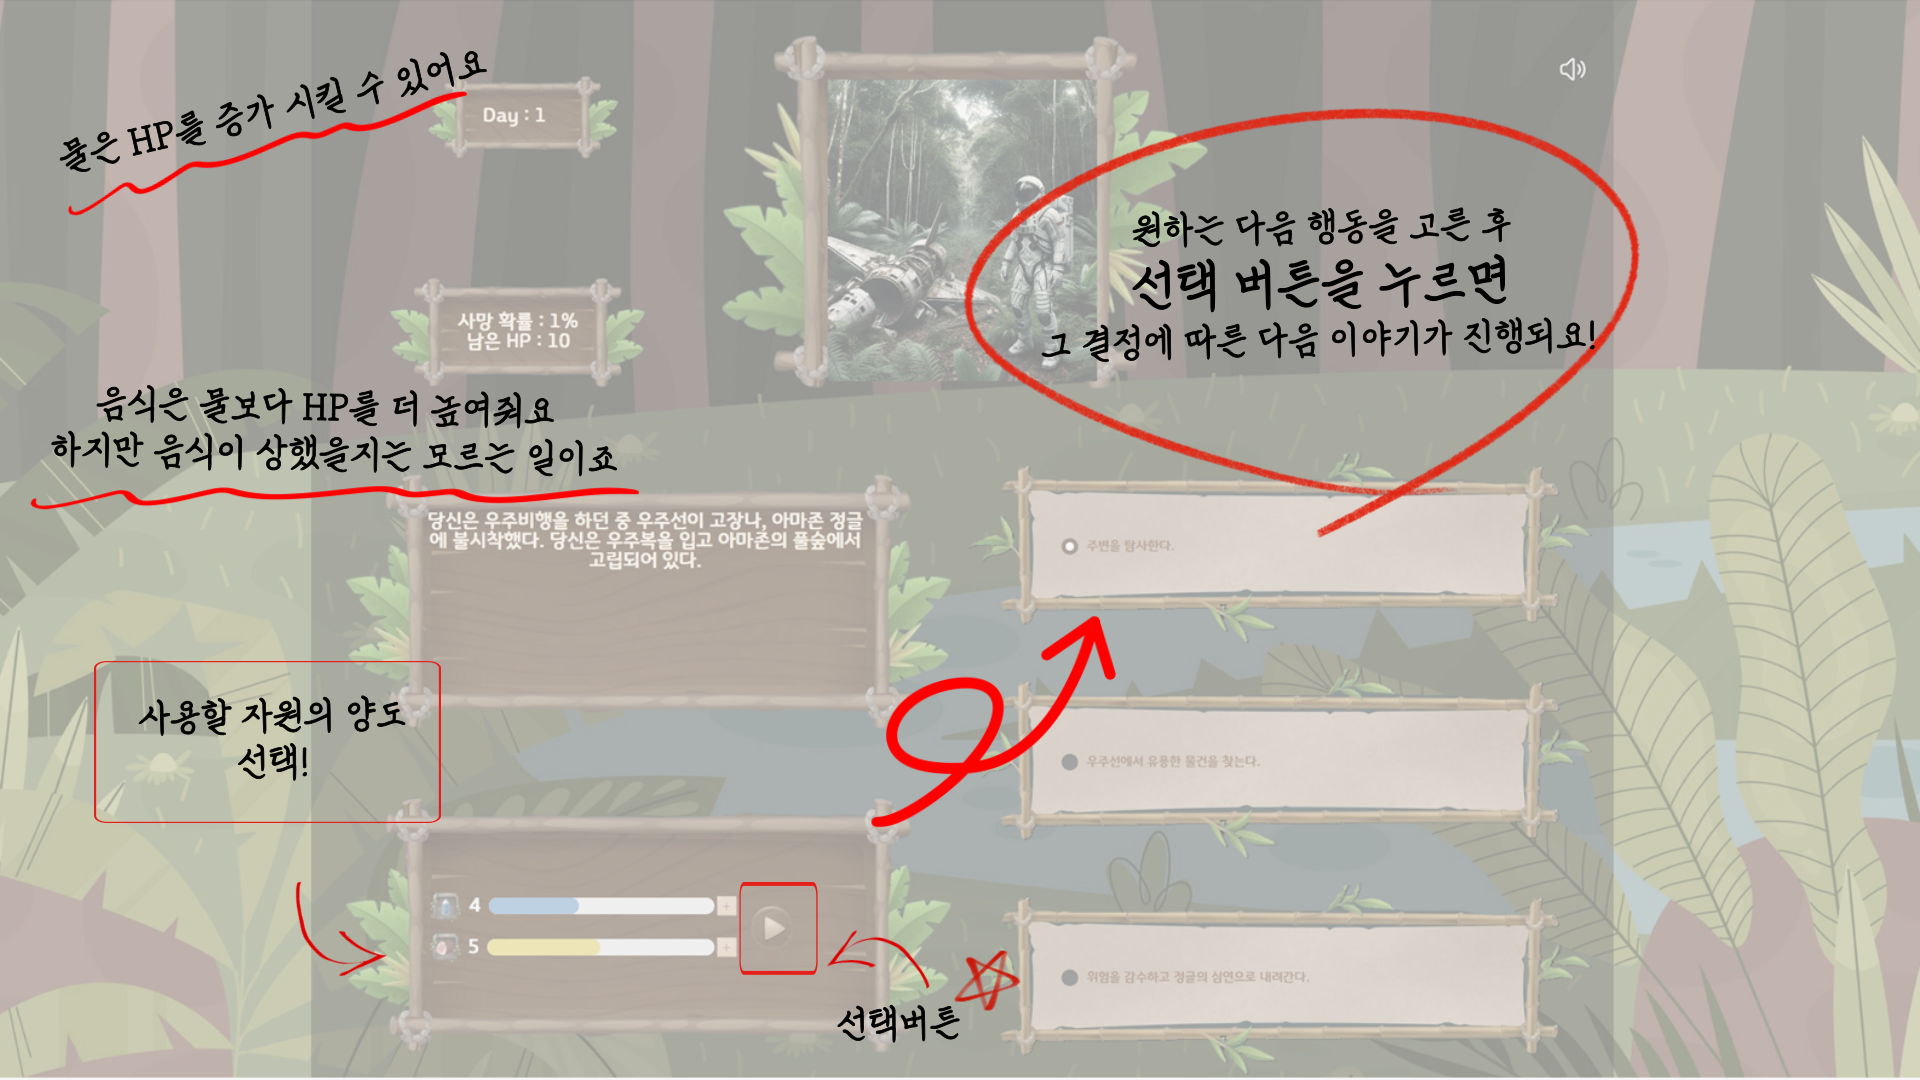 물은 HP를 증가 시킬 수 있어요
Day : 1
원하는 다음 행동을 고른 후
선택 버튼을 누르면
그 결정에 따른 다음 이야기가 진행되요!
사망 확률 : 1%
남은 HP : 10
음식은 물보다 HP를 더 높여줘요
하지만 음식이 상했을지는 모르는 일이죠
당신은 우주비행을 하던 중 우주선이 고장나, 아마존 정글
에 불시착했다. 당신은 우주복을 입고 아마존의 풀숲에서
고립되어 있다.
주변을 탐사한다.
사용할 자원의 양도
선택!
우주선에서 유용한 물건을 찾는다.
4
+
5
+
위험을 감수하고 정글의 심연으로 내려간다.
선택버튼